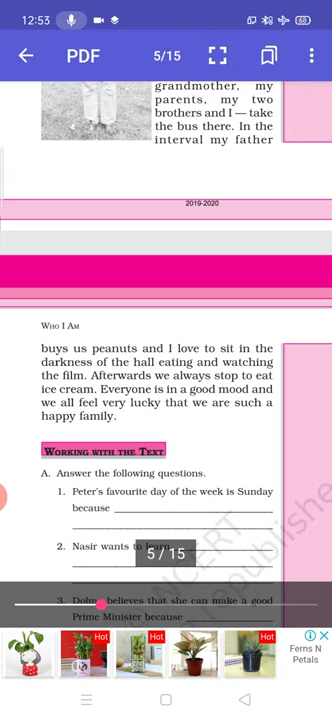 12:53
68
PDF
5/15
grandmother, my
parents, my two
brothers and I — take
the bus there. In the
interval my father
2019-2020
WHO I AM
buys us peanuts and I love to sit in the
darkness of the hall eating and watching
the film. Afterwards we always stop to eat
ice cream. Everyone is in a good mood and
we all feel very lucky that we are such a
happy family.
WORKING WITH THE TEXT
A. Answer the following questions.
1. Peter's favourite day of the week is Sunday
because
2. Nasir wants to learn
5 / 15
3. Dolma believes that she can make a good
Prime Minister because
NCERT
republishe
Hot
Hot
Hot
Ferns N
Petals